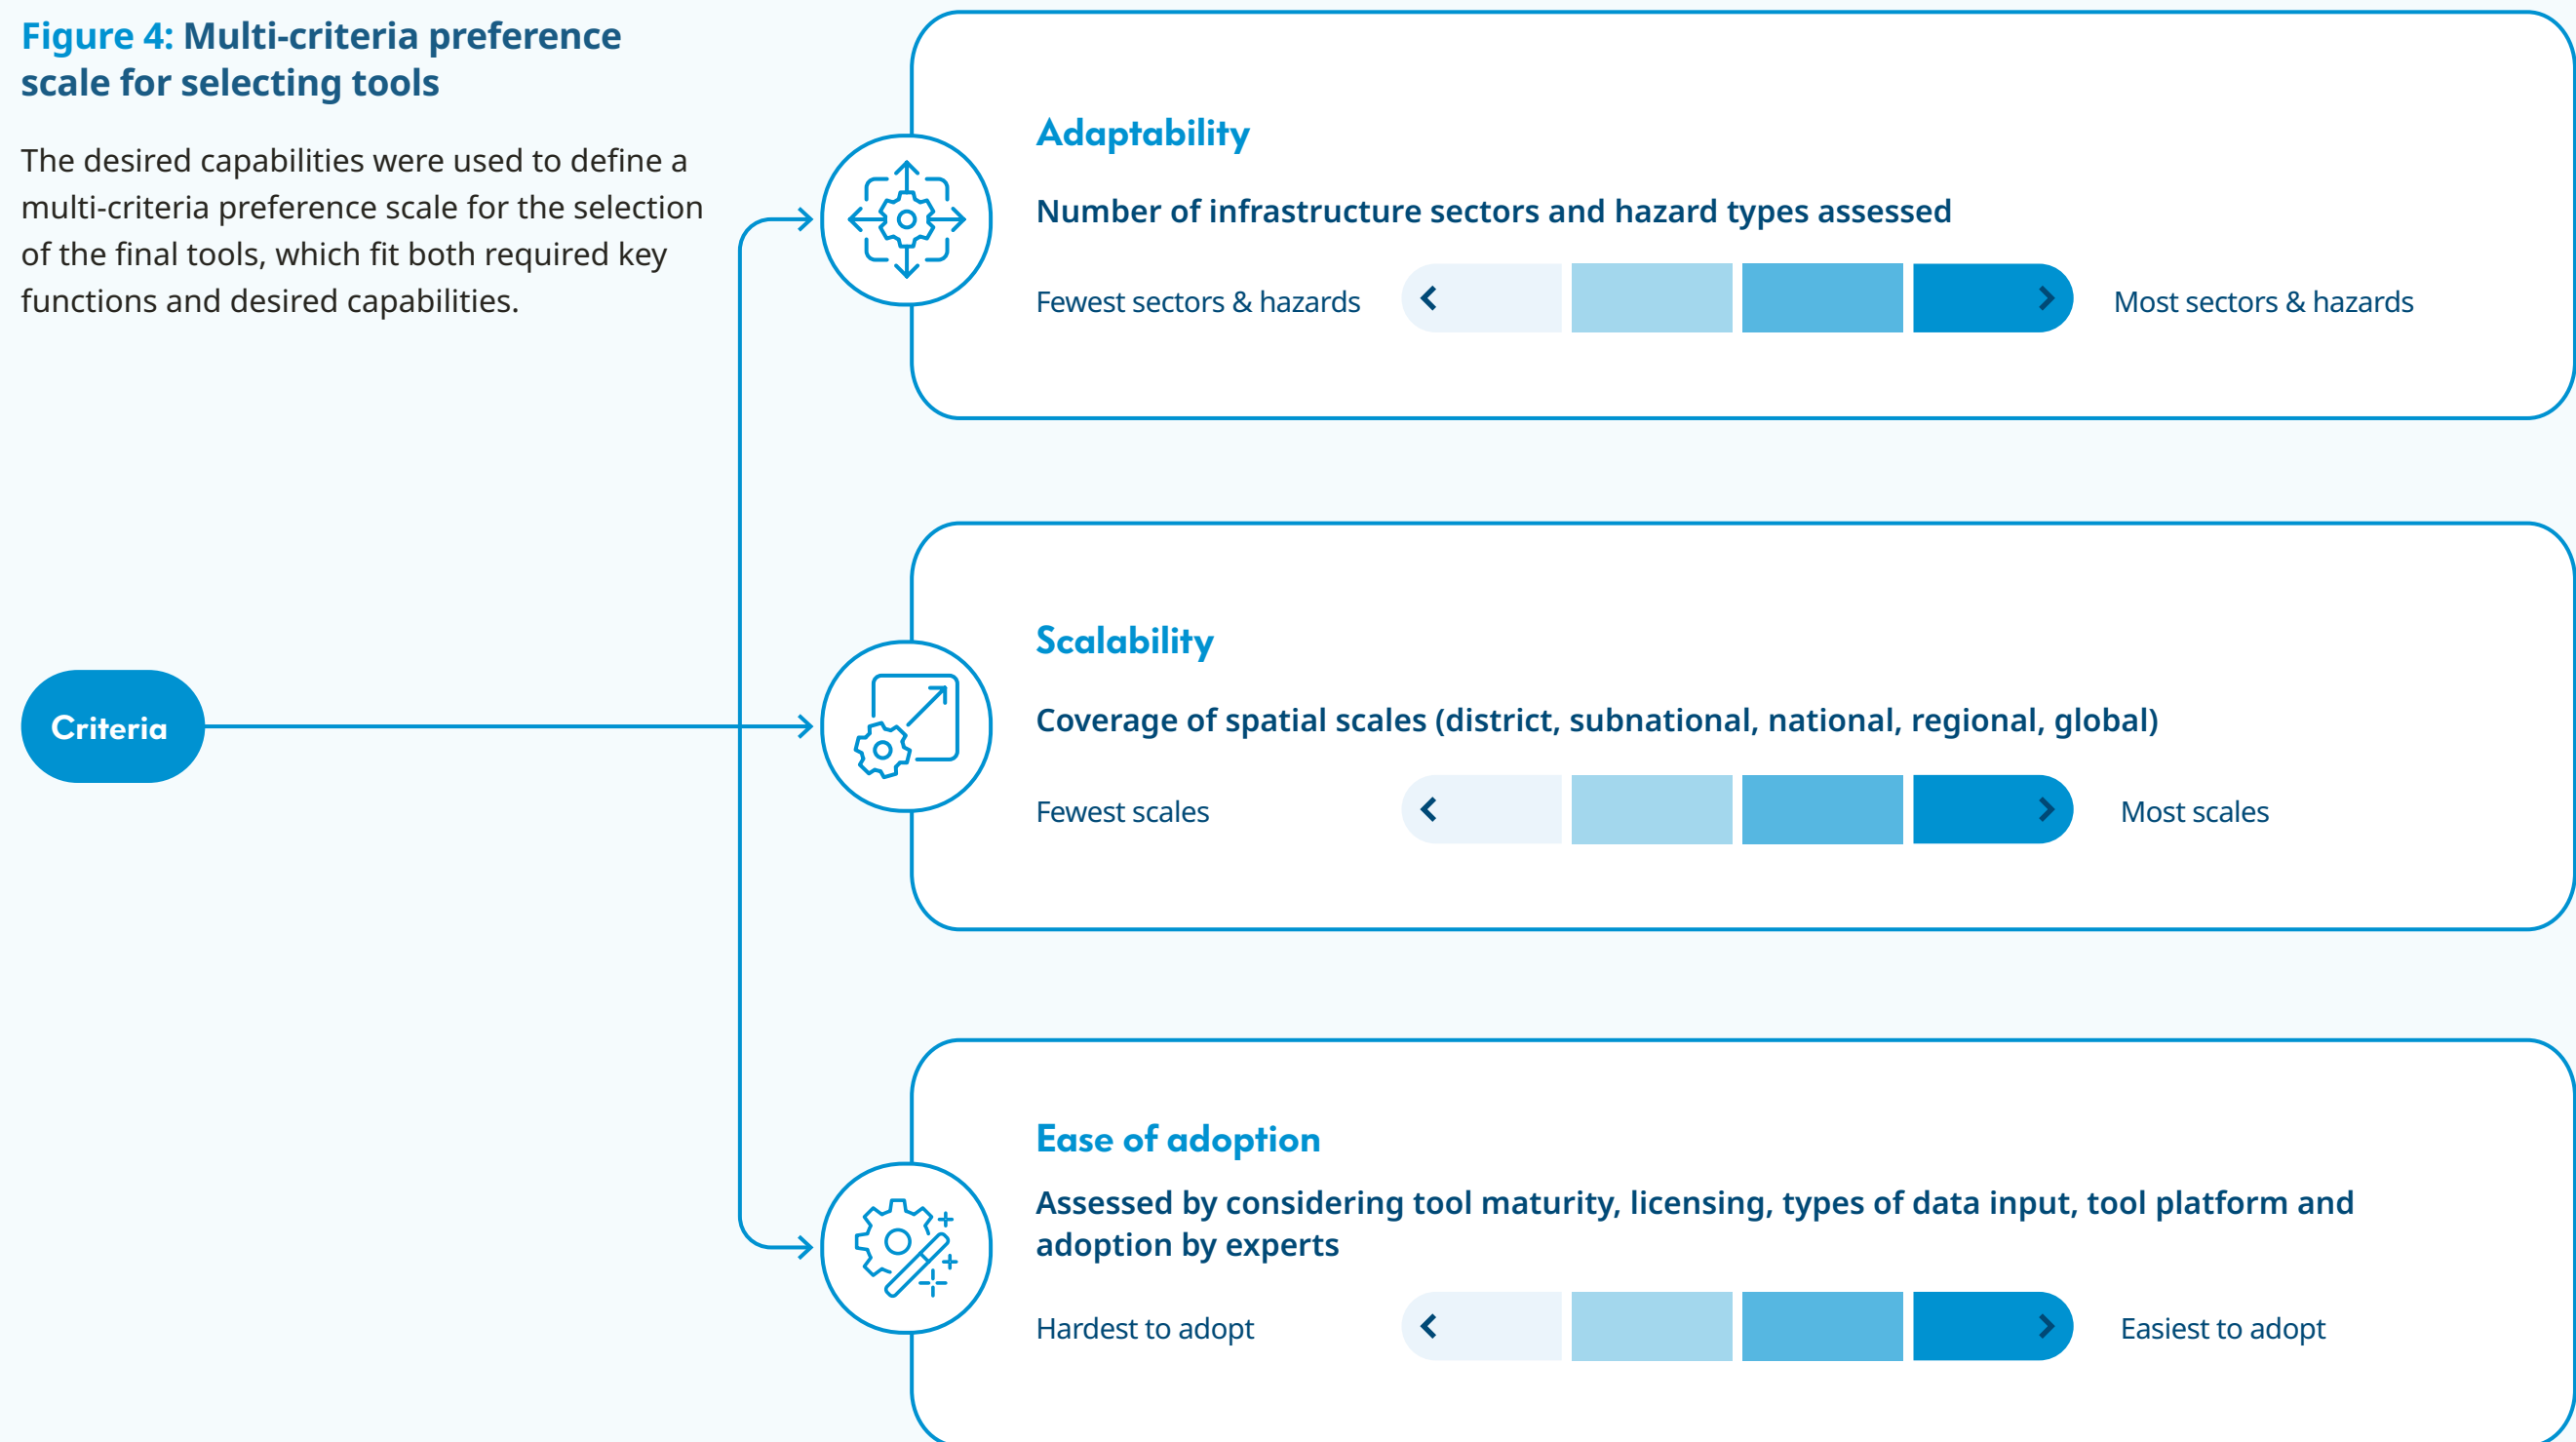 Figure 4: Multi-criteria preference
scale for selecting tools
The desired capabilities were used to define a
multi-criteria preference scale for the selection
of the final tools, which fit both required key
functions and desired capabilities.
Criteria
Adaptability
Number of infrastructure sectors and hazard types assessed
Fewest sectors & hazards
Most sectors & hazards
Scalability
Coverage of spatial scales (district, subnational, national, regional, global)
Fewest scales
Most scales
Ease of adoption
Assessed by considering tool maturity, licensing, types of data input, tool platform and
adoption by experts
Hardest to adopt
Easiest to adopt